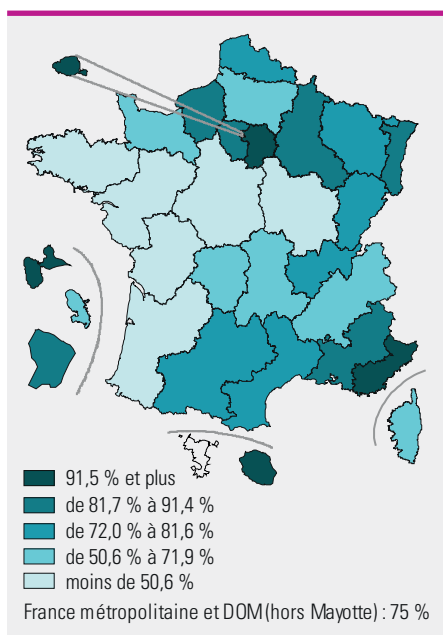 91,5 % et plus
de 81,7 % à 91,4 %
de 72,0 % à 81,6 %
de 50,6 % à 71,9 %
moins de 50,6 %
France métropolitaine et DOM (hors Mayotte) : 75 %